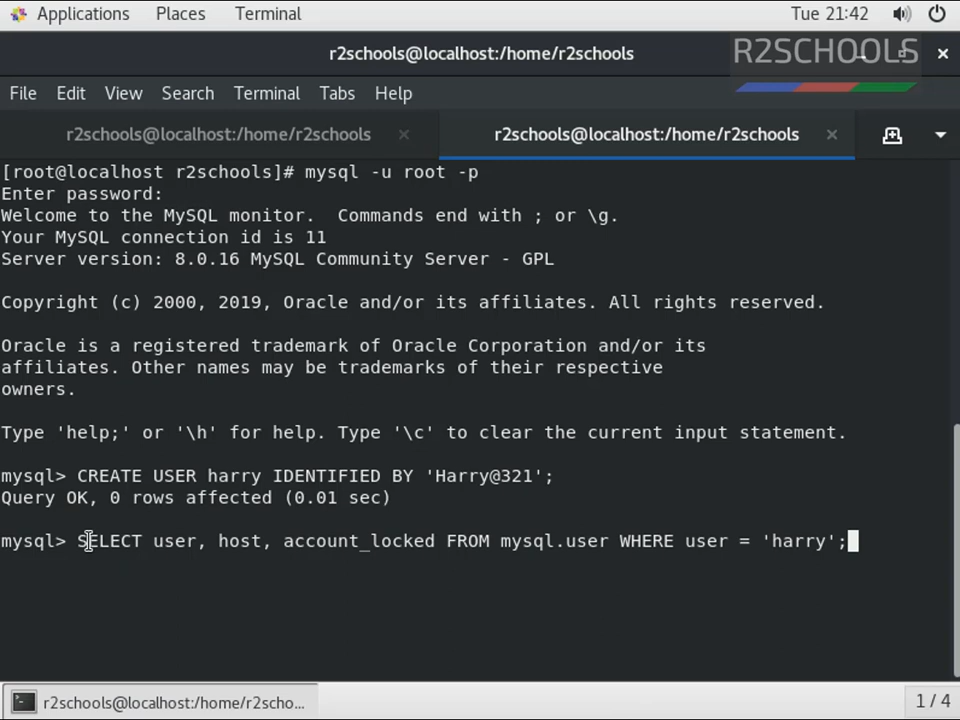 Applications Places Terminal Tue 21:42
r2schools@localhost:/home/r2schools
R2SCHOOLS
File Edit View Search Terminal Tabs Help
r2schools@localhost:/home/r2schools r2schools@localhost:/home/r2schools
[root@localhost r2schools]# mysql -u root -p
Enter password:
Welcome to the MySQL monitor.  Commands end with ; or \g.
Your MySQL connection id is 11
Server version: 8.0.16 MySQL Community Server - GPL
Copyright (c) 2000, 2019, Oracle and/or its affiliates. All rights reserved.
Oracle is a registered trademark of Oracle Corporation and/or its
affiliates. Other names may be trademarks of their respective
owners.
Type 'help;' or '\h' for help. Type '\c' to clear the current input statement.
mysql> CREATE USER harry IDENTIFIED BY 'Harry@321';
Query OK, 0 rows affected (0.01 sec)
mysql> SELECT user, host, account_locked FROM mysql.user WHERE user = 'harry';
r2schools@localhost:/home/r2scho... 1 / 4